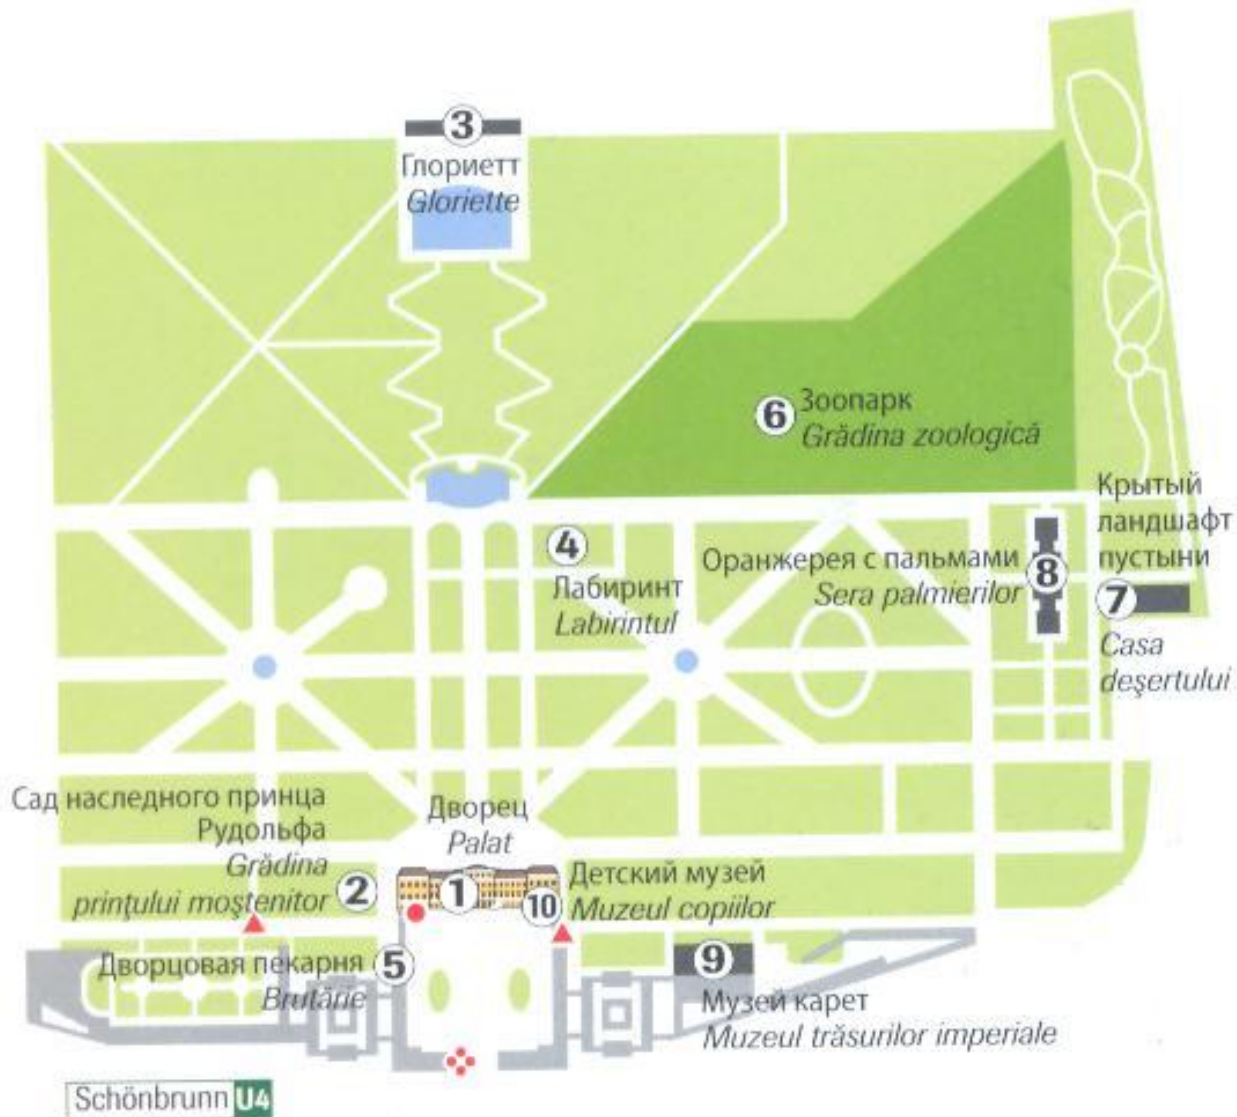 3
Глориетт
Gloriette
6
Зоопарк
Grădina zoologică
4
Лабиринт
Labirintul
Оранжерея с пальмами
Sera palmierilor
8
Крытый
ландшафт
пустыни
7
Casa
deşertului
Сад наследного принца
Рудольфа
Grădina
prinţului moştenitor
2
Дворец
Palat
1
10
Детский музей
Muzeul copiilor
Дворцовая пекарня
Brutărie
5
9
Музей карет
Muzeul trăsurilor imperiale
Schönbrunn U4